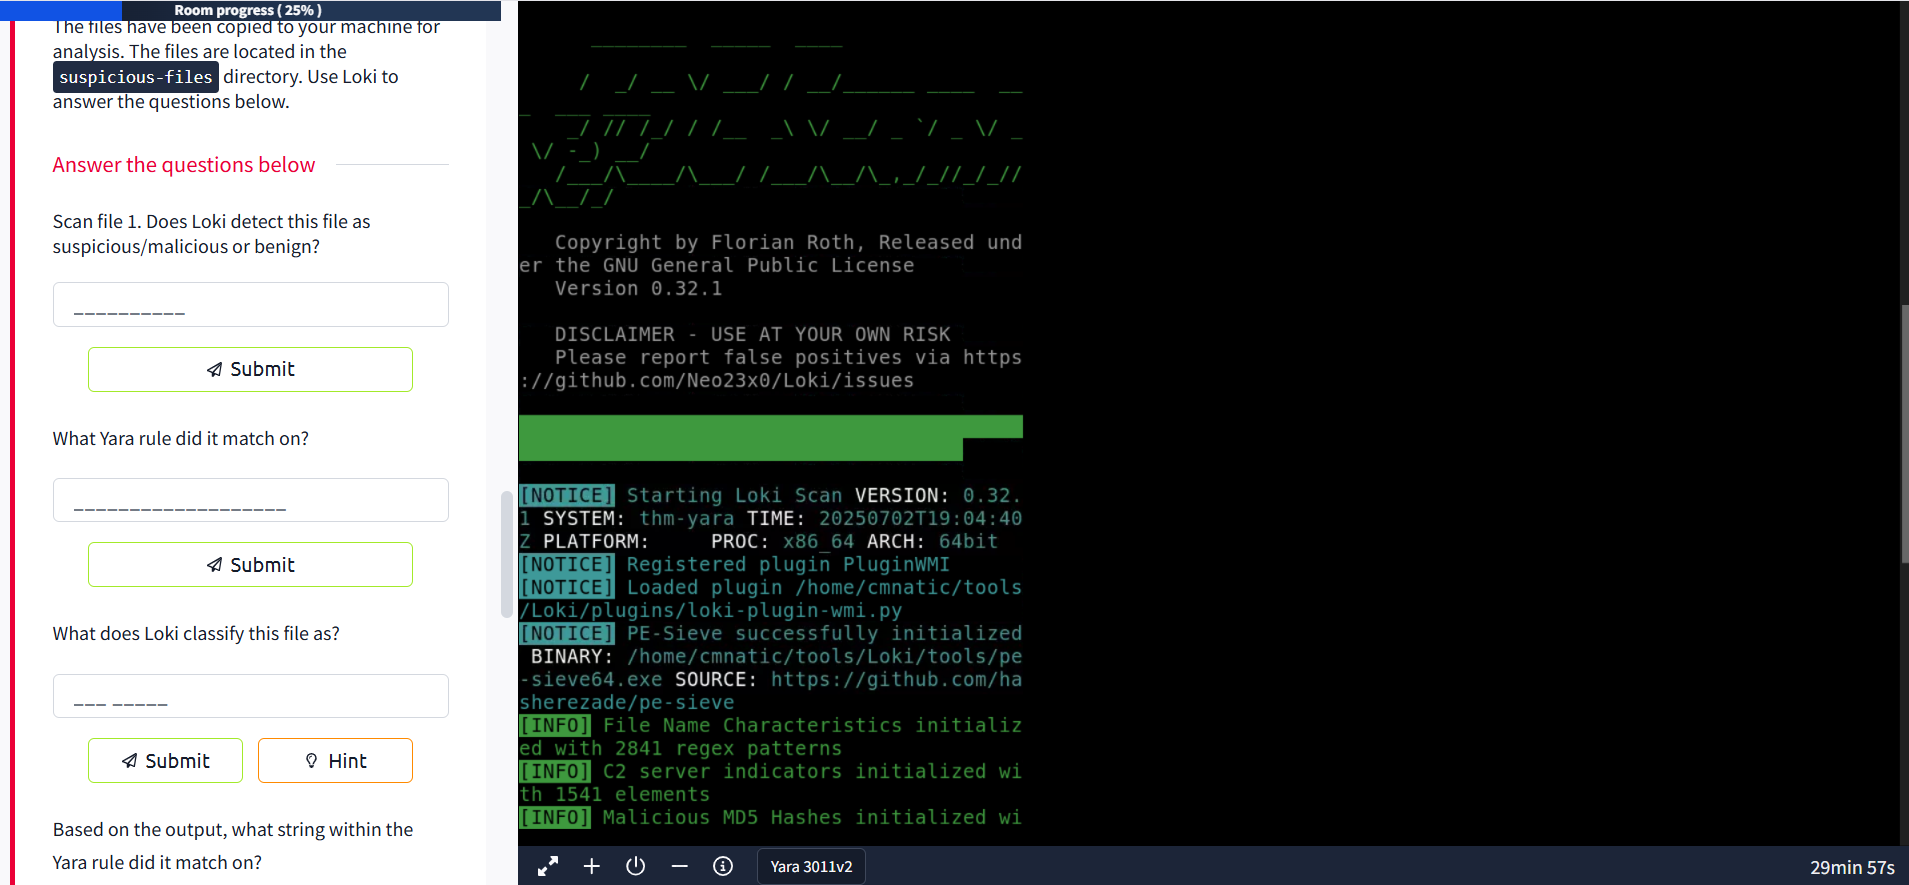 Room progress ( 25% )
The files have been copied to your machine for
analysis. The files are located in the
suspicious-files directory. Use Loki to
answer the questions below.
Answer the questions below
Scan file 1. Does Loki detect this file as
suspicious/malicious or benign?
__________
Submit
What Yara rule did it match on?
___________________
Submit
What does Loki classify this file as?
___ _____
Submit
Hint
Based on the output, what string within the
Yara rule did it match on?
Copyright by Florian Roth, Released und
er the GNU General Public License
Version 0.32.1
DISCLAIMER - USE AT YOUR OWN RISK
Please report false positives via https
://github.com/Neo23x0/Loki/issues
[NOTICE] Starting Loki Scan VERSION: 0.32.
1 SYSTEM: thm-yara TIME: 20250702T19:04:40
Z PLATFORM: PROC: x86_64 ARCH: 64bit
[NOTICE] Registered plugin PluginWMI
[NOTICE] Loaded plugin /home/cmnatic/tools
/Loki/plugins/loki-plugin-wmi.py
[NOTICE] PE-Sieve successfully initialized
BINARY: /home/cmnatic/tools/Loki/tools/pe
-sieve64.exe SOURCE: https://github.com/ha
sherezade/pe-sieve
[INFO] File Name Characteristics initializ
ed with 2841 regex patterns
[INFO] C2 server indicators initialized wi
th 1541 elements
[INFO] Malicious MD5 Hashes initialized wi
Yara 3011v2
29min 57s